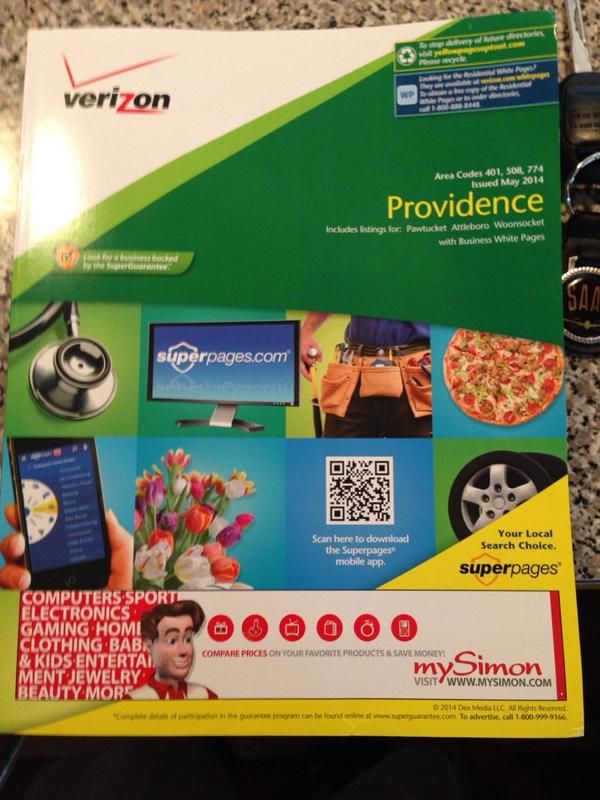 verizon
To stop delivery of future directories,
visit yellowpagesoptout.com
Please recycle.
WP
Looking for the Residential White Pages?
They are available at verizon.com/whitepages
To obtain a free copy of the Residential
White Pages or to order directories,
call 1-800-888-8448.
Area Codes 401, 508, 774
Issued May 2014
Providence
Includes listings for: Pawtucket Attleboro Woonsocket
with Business White Pages
Look for a business backed
by the SuperGuarantee.
superpages.com®
SAA
Scan here to download
the Superpages®
mobile app.
Your Local
Search Choice.
superpages®
COMPUTERS·SPORT
ELECTRONICS·
GAMING·HOME
CLOTHING·BAB
& KIDS·ENTERTAI
MENT·JEWELRY·
BEAUTY·MORE
COMPARE PRICES ON YOUR FAVORITE PRODUCTS & SAVE MONEY!
mySimon
VISIT WWW.MYSIMON.COM
© 2014 Dex Media LLC. All Rights Reserved.
*Complete details of participation in the guarantee program can be found online at www.superguarantee.com. To advertise, call 1-800-999-9166.